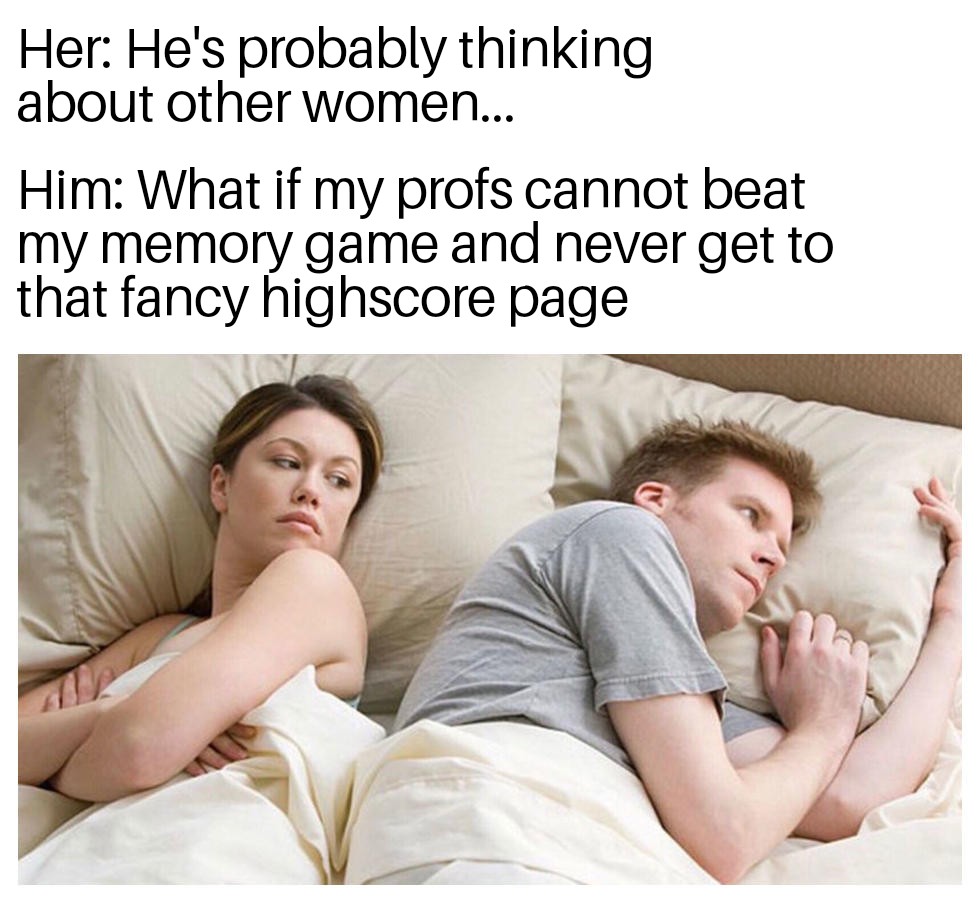 Her: He's probably thinking
about other women...
Him: What if my profs cannot beat
my memory game and never get to
that fancy highscore page